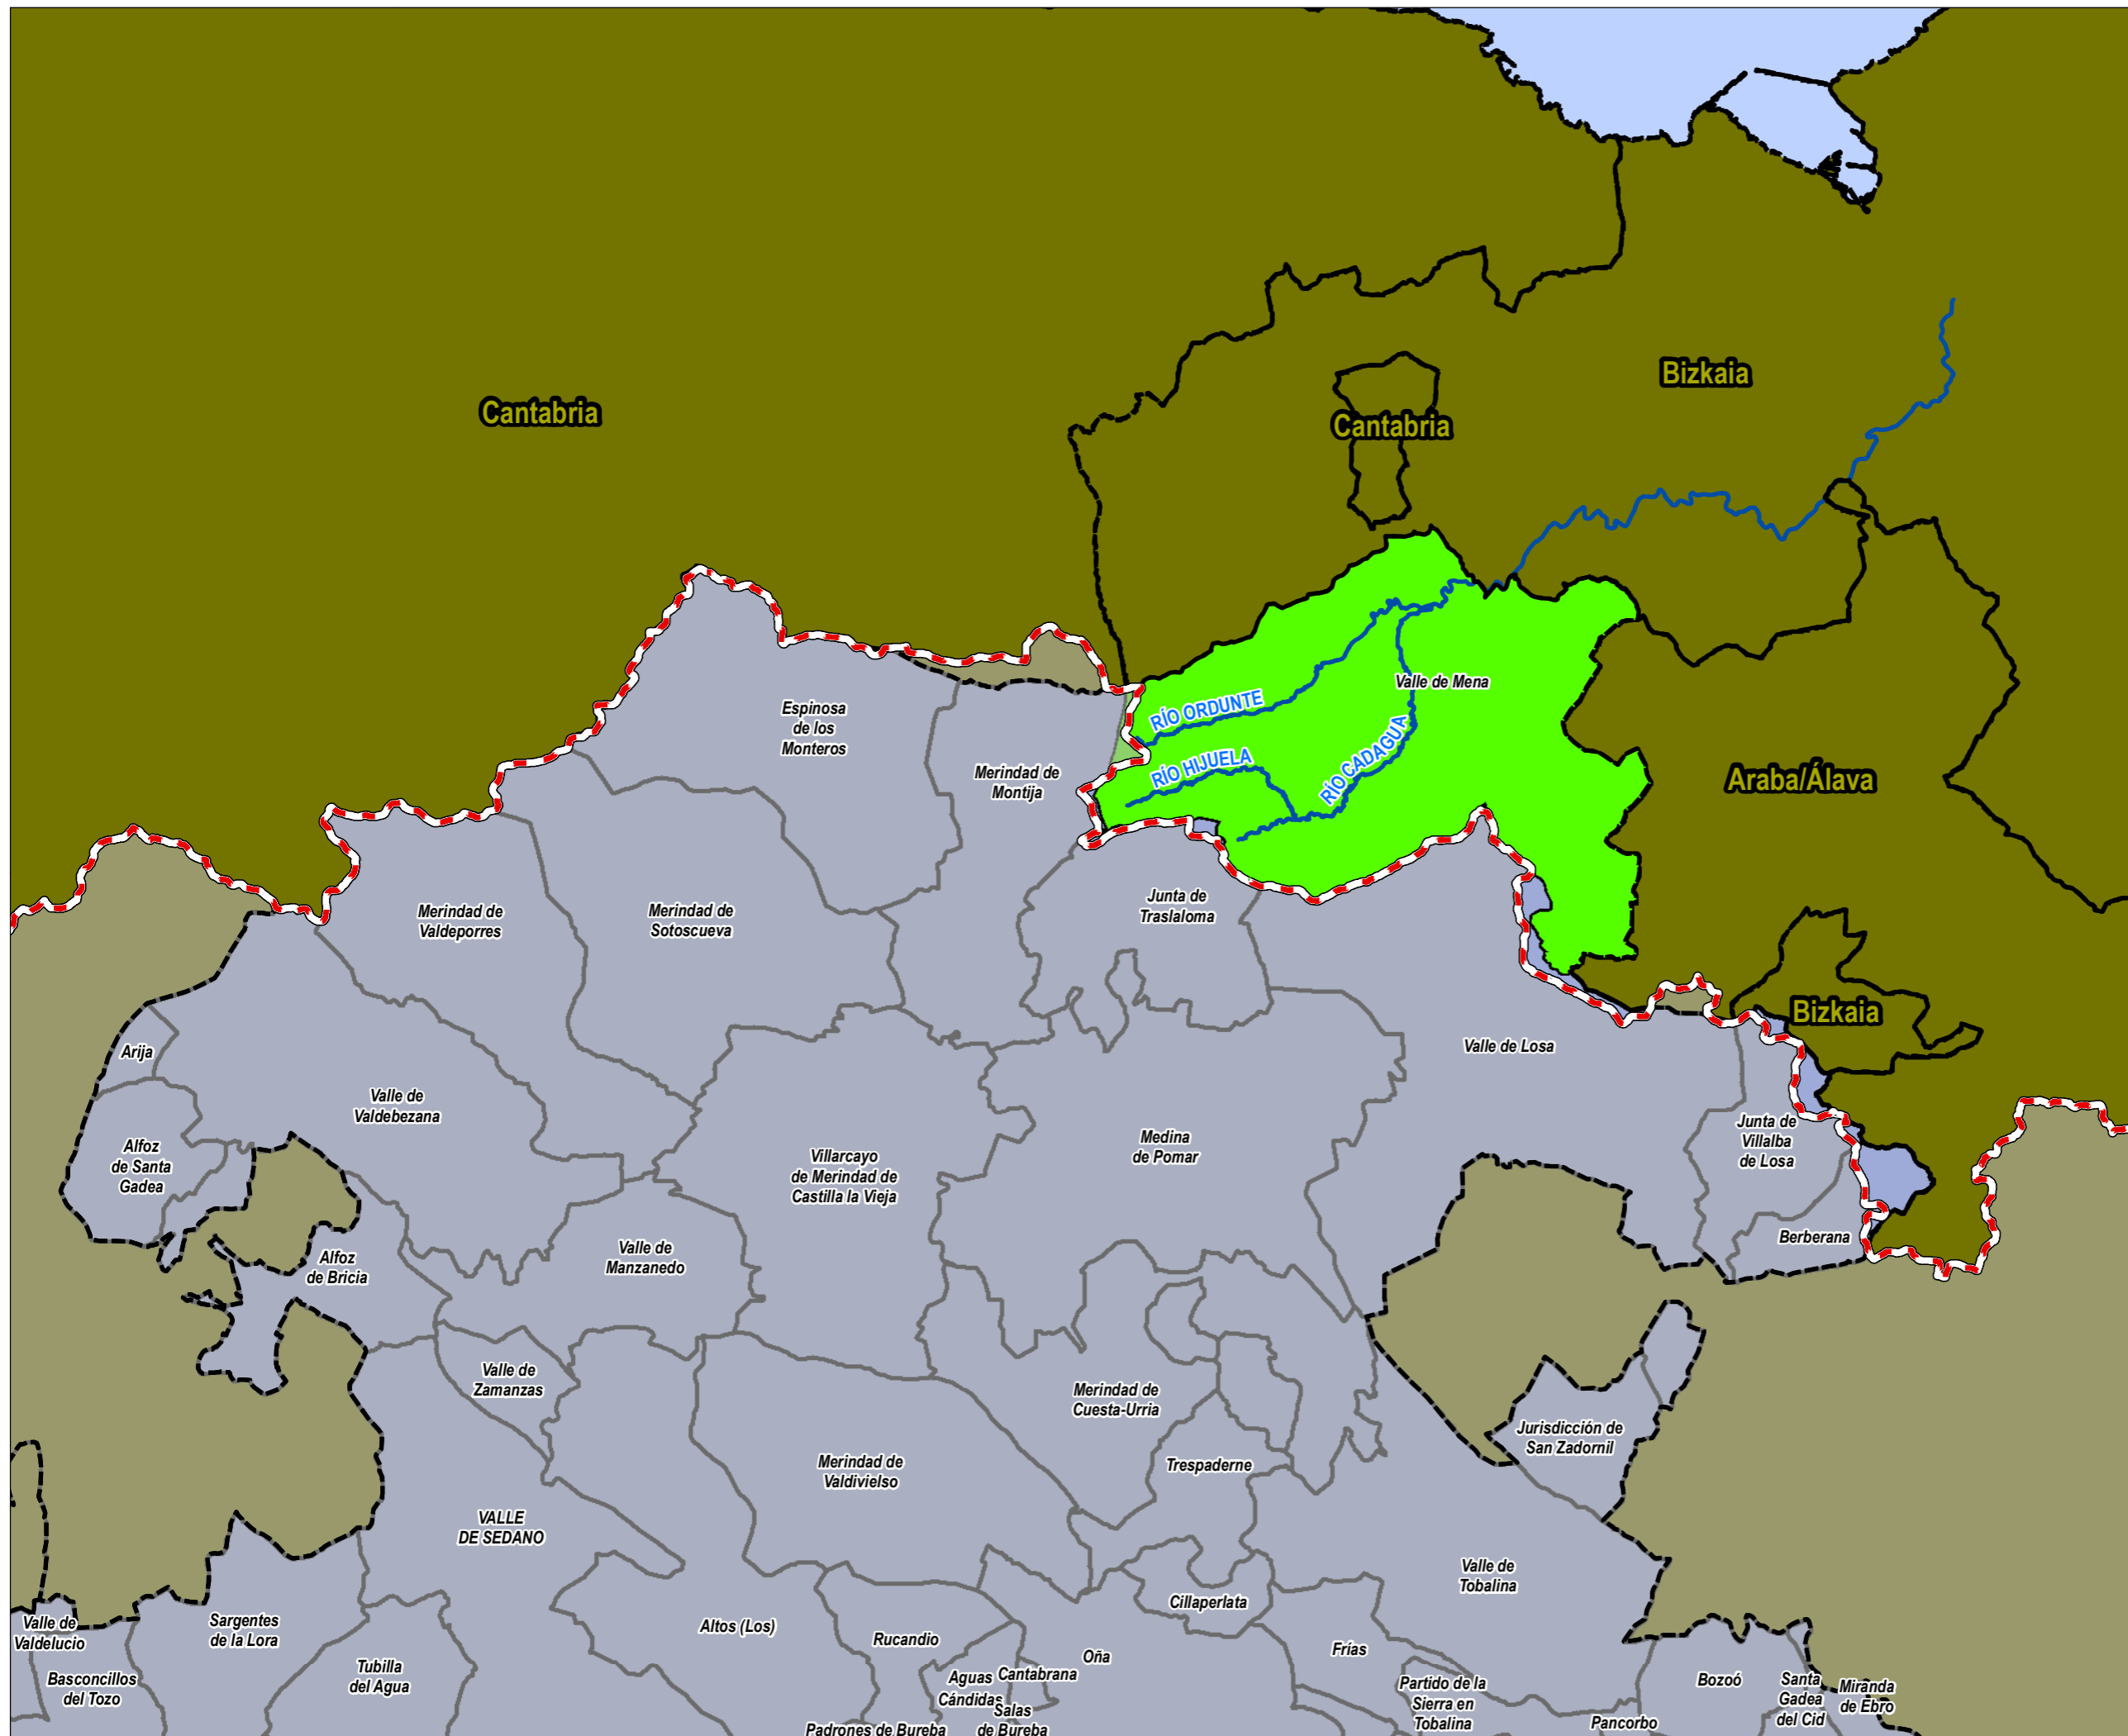 Bizkaia
Cantabria
Cantabria
Valle de Mena
RÍO ORDUNTE
Espinosa
de los
Monteros
RÍO CADAGUA
RÍO HIJUELA
Merindad de
Montija
Araba/Álava
Junta de
Traslaloma
Merindad de
Valdeporres
Merindad de
Sotoscueva
Bizkaia
Valle de Losa
Arija
Valle de
Valdebezana
Junta de
Villalba
de Losa
Medina
de Pomar
Alfoz
de Santa
Gadea
Villarcayo
de Merindad de
Castilla la Vieja
Berberana
Valle de
Manzanedo
Alfoz
de Bricia
Valle de
Zamanzas
Merindad de
Cuesta-Urria
Jurisdicción de
San Zadornil
Trespaderne
Merindad de
Valdivielso
VALLE
DE SEDANO
Valle de
Tobalina
Cillaperlata
Valle de
Valdelucio
Sargentes
de la Lora
Altos (Los)
Rucandio
Frías
Oña
Tubilla
del Agua
Aguas
Cándidas
Cantabrana
Basconcillos
del Tozo
Partido de la
Sierra en
Tobalina
Bozoó
Santa
Gadea
del Cid
Miranda
de Ebro
Salas
de Bureba
Padrones de Bureba
Pancorbo